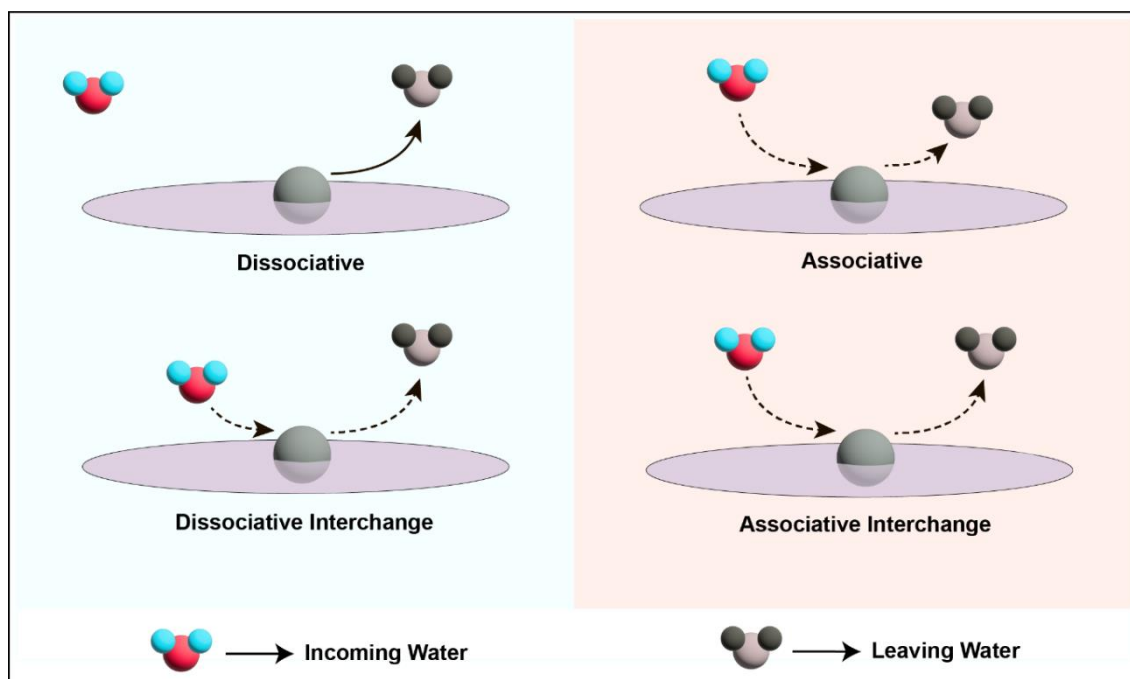 Dissociative
Associative
Dissociative Interchange
Associative Interchange
Incoming Water
Leaving Water